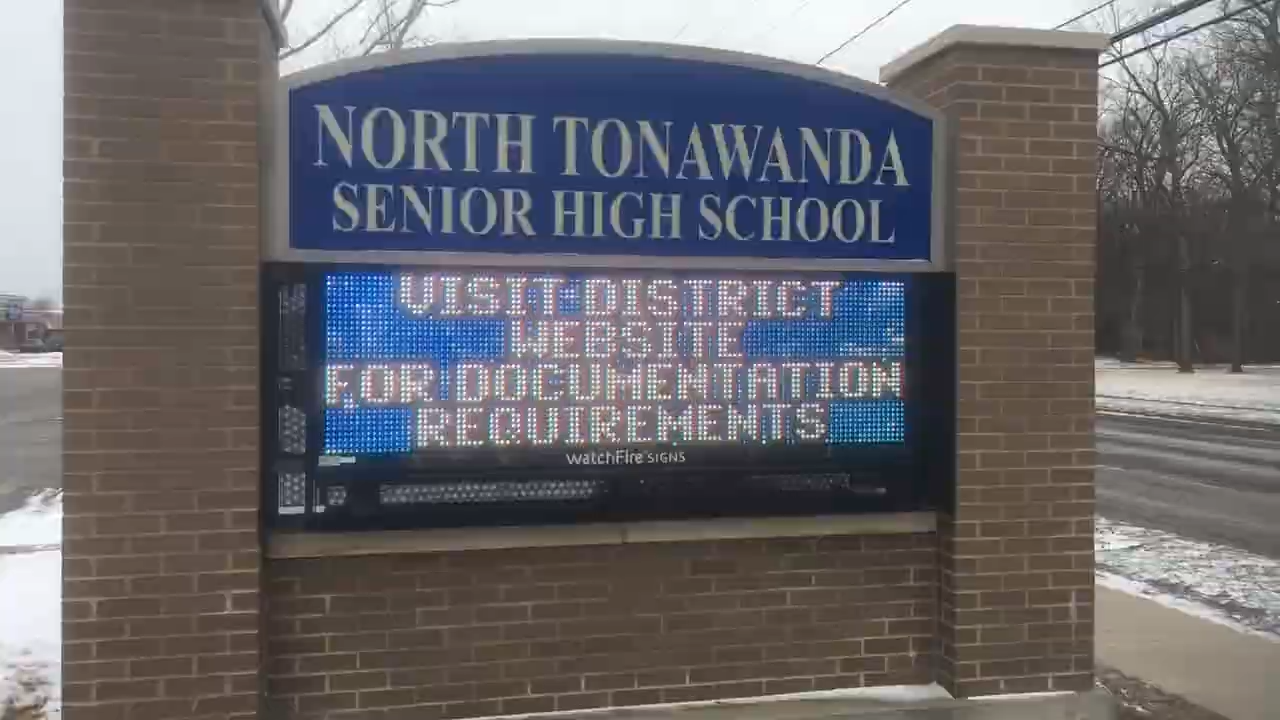 NORTH TONAWANDA
SENIOR HIGH SCHOOL
VISIT DISTRICT
WEBSITE
FOR DOCUMENTATION
REQUIREMENTS
watchFire SIGNS